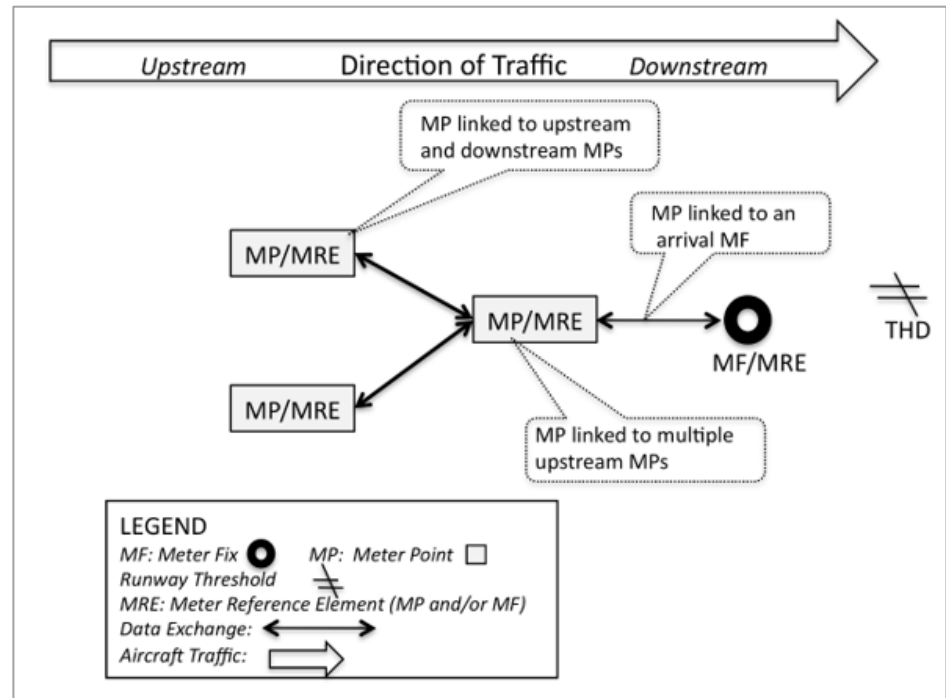 Upstream Direction of Traffic Downstream
MP linked to upstream
and downstream MPs
MP linked to an
arrival MF
MP/MRE
MP/MRE
THD
MF/MRE
MP/MRE
MP linked to multiple
upstream MPs
LEGEND
MF: Meter Fix MP: Meter Point
Runway Threshold
MRE: Meter Reference Element (MP and/or MF)
Data Exchange:
Aircraft Traffic: